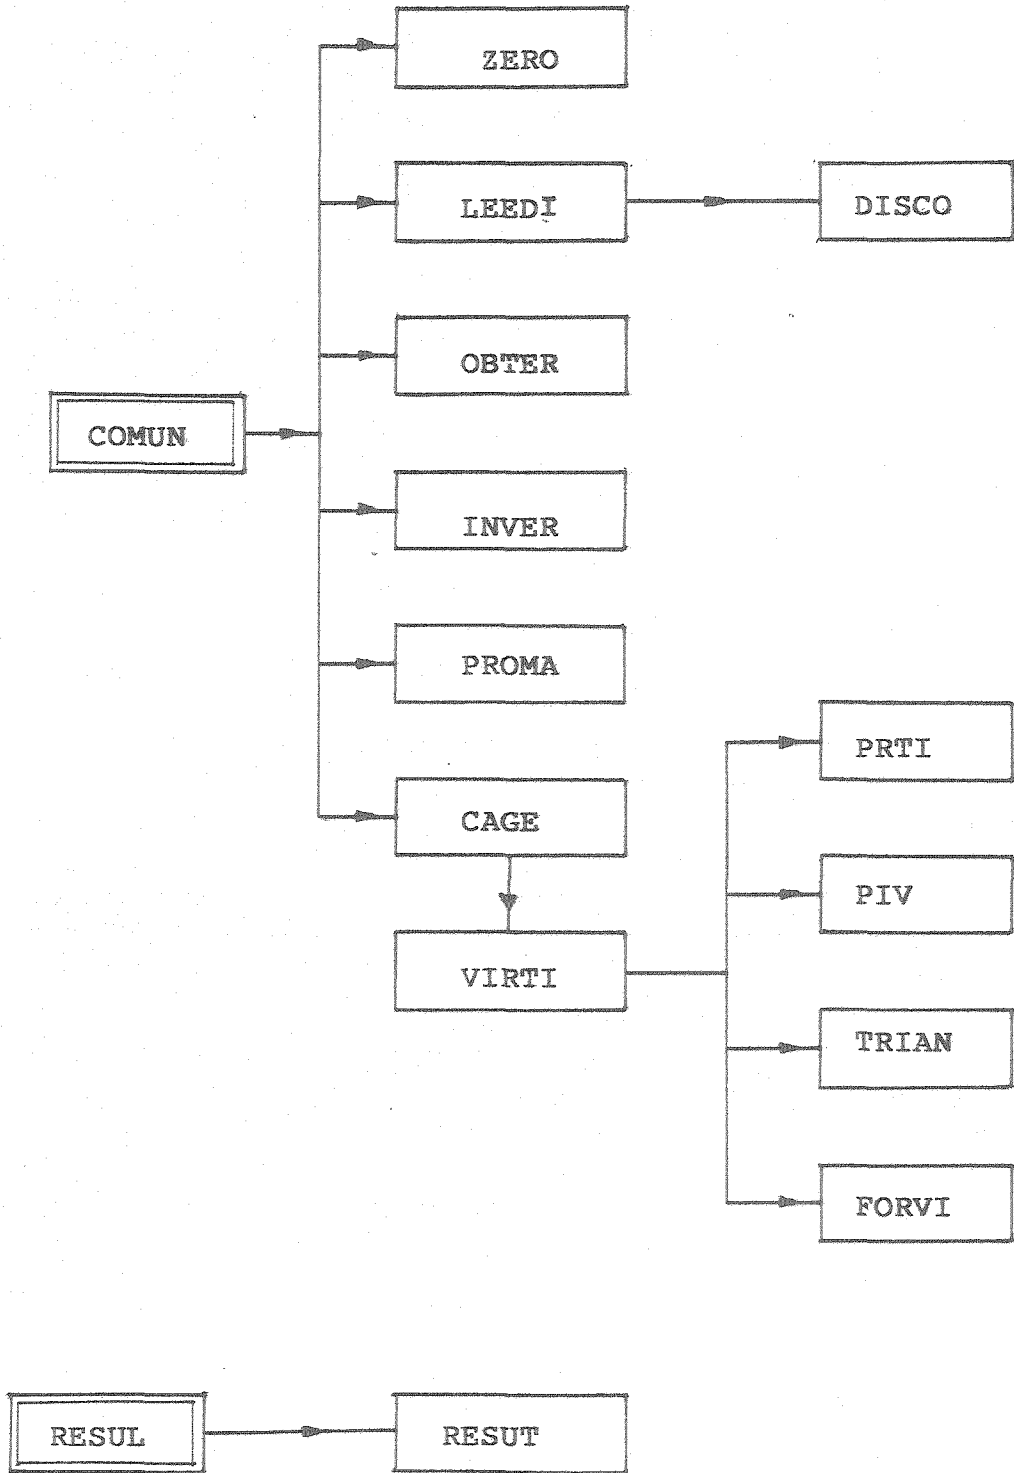 ZERO
LEEDI
DISCO
OBTER
COMUN
INVER
PROMA
PRTI
CAGE
PIV
VIRTI
TRIAN
FORVI
RESUL
RESUT